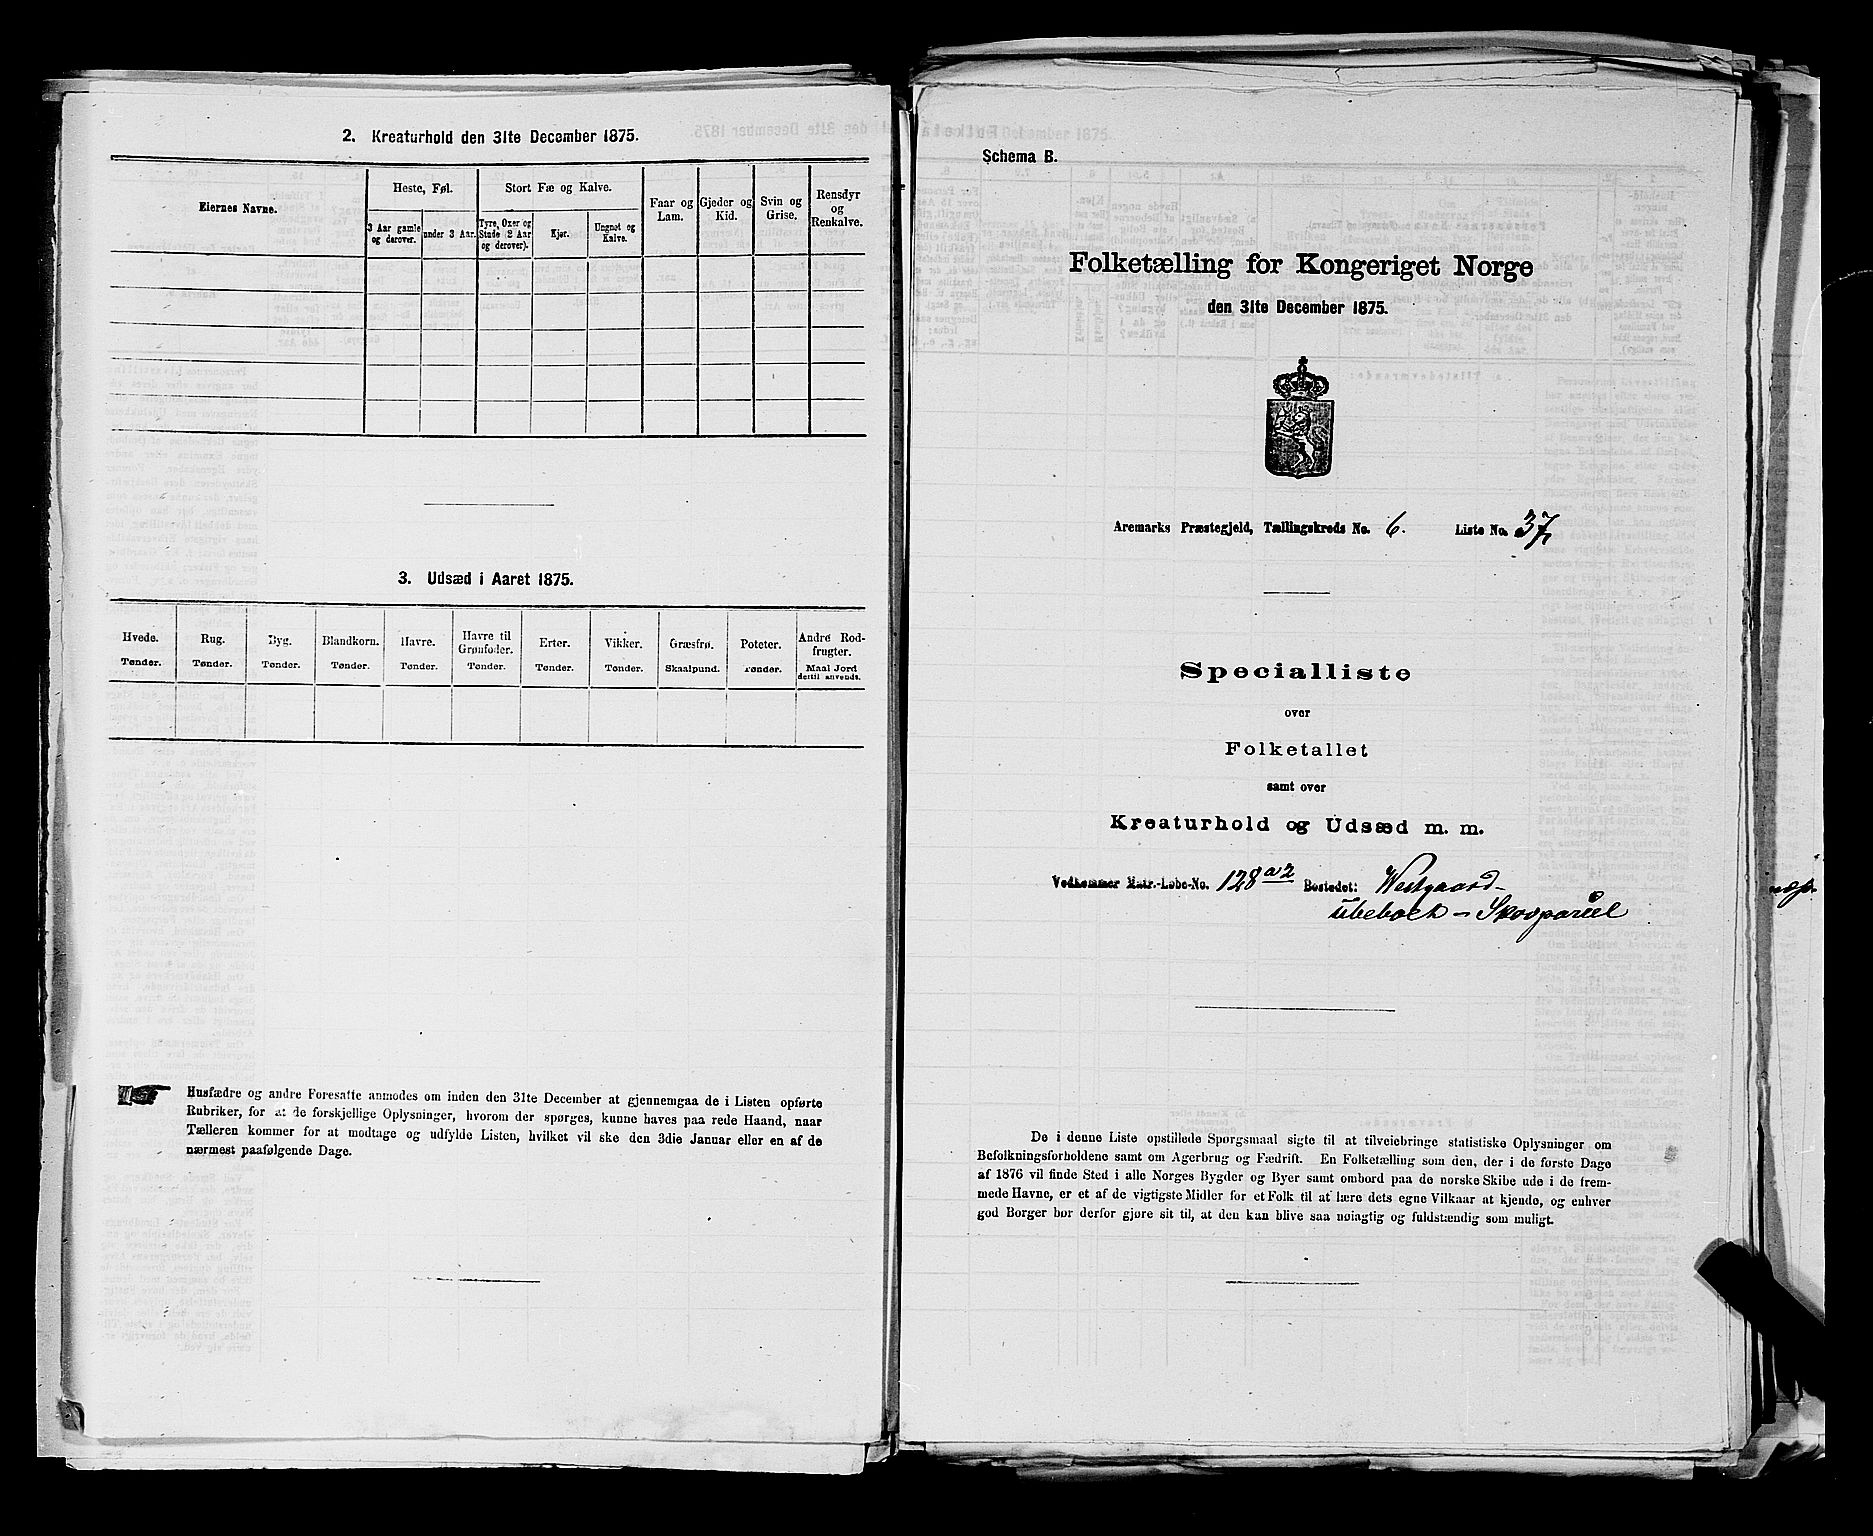 2. Kreaturhold den 31te December 1875.
Eiernes Navne.
Heste, Føl.
Stort Fæ og Kalve.
Faar og Lam.
Gjeder og Kid.
Svin og Grise.
Rensdyr og Renkalve.
3 Aar gamle og derover.
under 3 Aar.
Tyre, Oxer og Stude (2 Aar og derover).
Kjør.
Ungnøt og Kalve.
3. Udsæd i Aaret 1875.
Hvede. Rug. Byg. Blandkorn. Havre. Havre til Grønfoder. Erter. Vikker. Græsfrø. Poteter. Andre Rodfrugter.
Tønder. Tønder. Tønder. Tønder. Tønder. Tønder. Tønder. Tønder. Skaalpund. Tønder. Maal Jord dertil anvendt.
Husfædre og andre Foresatte anmodes om inden den 31te December at gjennemgaa de i Listen opførte
Rubriker, for at de forskjellige Oplysninger, hvorom der spørges, kunne haves paa rede Haand, naar
Tælleren kommer for at modtage og udfylde Listen, hvilket vil ske den 3die Januar eller en af de
nærmest paafølgende Dage.
Schema B.
Folketælling for Kongeriget Norge
den 31te December 1875.
Aremarks Præstegjeld, Tællingskreds No. 6. Liste No. 37,
Specialliste
over
Folketallet
samt over
Kreaturhold og Udsæd m. m.
Vedkommer Matr.-Løbe-No. 128 a2 Bostedet: Westgaard-
ubeboet - Skovparcel
De i denne Liste opstillede Spørgsmaal sigte til at tilveiebringe statistiske Oplysninger om
Befolkningsforholdene samt om Agerbrug og Fædrift. En Folketælling som den, der i de første Dage
af 1876 vil finde Sted i alle Norges Bygder og Byer samt ombord paa de norske Skibe ude i de frem-
mede Havne, er et af de vigtigste Midler for et Folk til at lære dets egne Vilkaar at kjende, og enhver
god Borger bør derfor gjøre sit til, at den kan blive saa nøiagtig og fuldstændig som muligt.